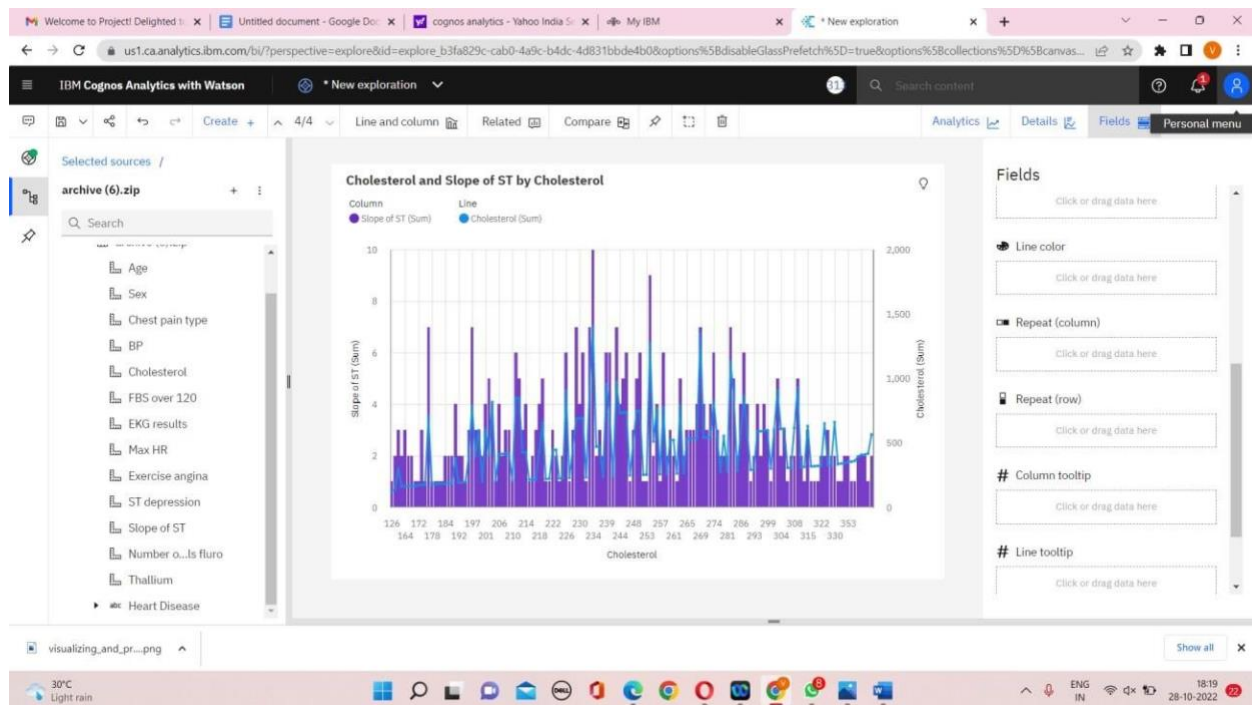 Welcome to Project! Delighted t
Untitled document - Google Doc
cognos analytics - Yahoo India Se
My IBM
* New exploration
us1.ca.analytics.ibm.com/bi/?perspective=explore&id=explore_b3fa829c-cab0-4a9c-b4dc-4d831bbde4b0&options%5BdisableGlassPrefetch%5D=true&options%5Bcollections%5D%5Bcanvas...
V
IBM Cognos Analytics with Watson
* New exploration
31
Search content
1
Create +
4/4
Line and column
Related
Compare
Analytics
Details
Fields
Personal menu
Selected sources /
archive (6).zip
Search
Age
Sex
Chest pain type
BP
Cholesterol
FBS over 120
EKG results
Max HR
Exercise angina
ST depression
Slope of ST
Number o...ls fluro
Thallium
abc Heart Disease
Cholesterol and Slope of ST by Cholesterol
Column Line
Slope of ST (Sum) Cholesterol (Sum)
Slope of ST (Sum)
10
8
6
4
2
0
2,000
1,500
1,000
500
0
Cholesterol (Sum)
126 172 184 197 206 214 222 230 239 248 257 265 274 286 299 308 322 353
164 178 192 201 210 218 226 234 243 253 261 269 281 293 304 315 330
Cholesterol
Fields
Click or drag data here
Line color
Click or drag data here
Repeat (column)
Click or drag data here
Repeat (row)
Click or drag data here
# Column tooltip
Click or drag data here
# Line tooltip
Click or drag data here
visualizing_and_pr....png
Show all
30°C
Light rain
DELL
8
ENG
IN
18:19
28-10-2022
22